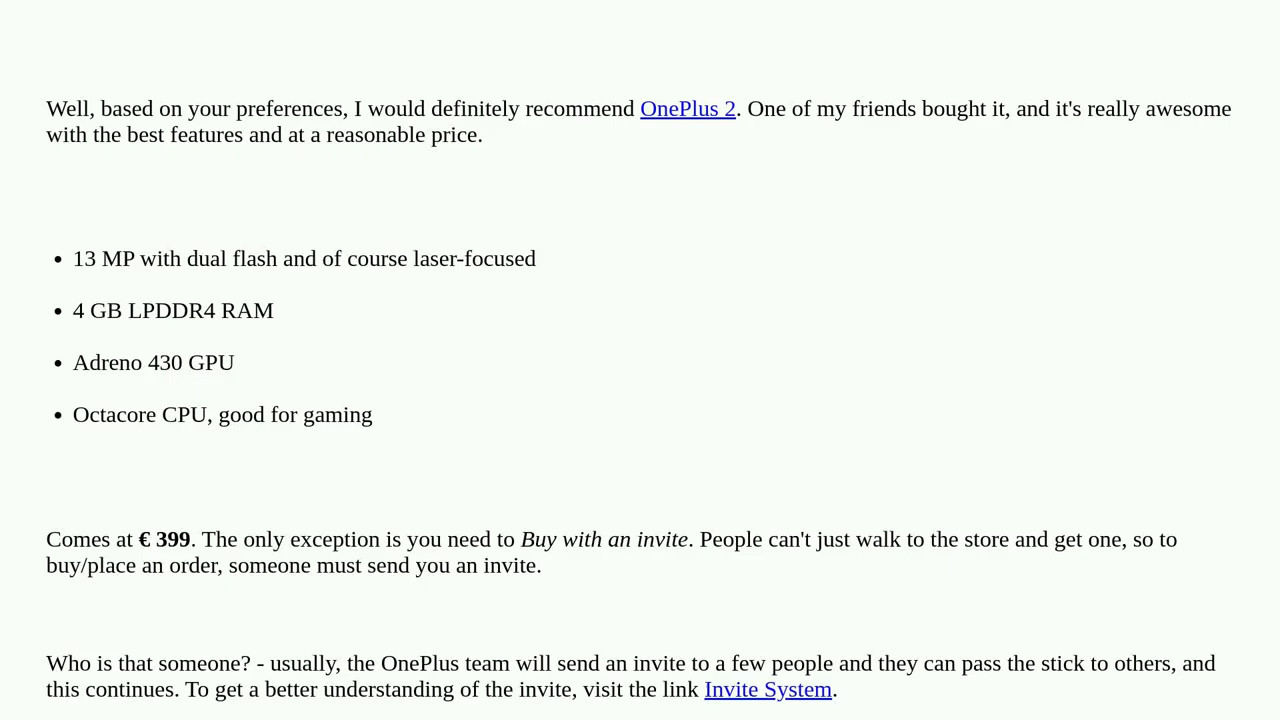 Well, based on your preferences, I would definitely recommend OnePlus 2. One of my friends bought it, and it's really awesome
with the best features and at a reasonable price.
• 13 MP with dual flash and of course laser-focused
• 4 GB LPDDR4 RAM
• Adreno 430 GPU
• Octacore CPU, good for gaming
Comes at € 399. The only exception is you need to Buy with an invite. People can't just walk to the store and get one, so to
buy/place an order, someone must send you an invite.
Who is that someone? - usually, the OnePlus team will send an invite to a few people and they can pass the stick to others, and
this continues. To get a better understanding of the invite, visit the link Invite System.